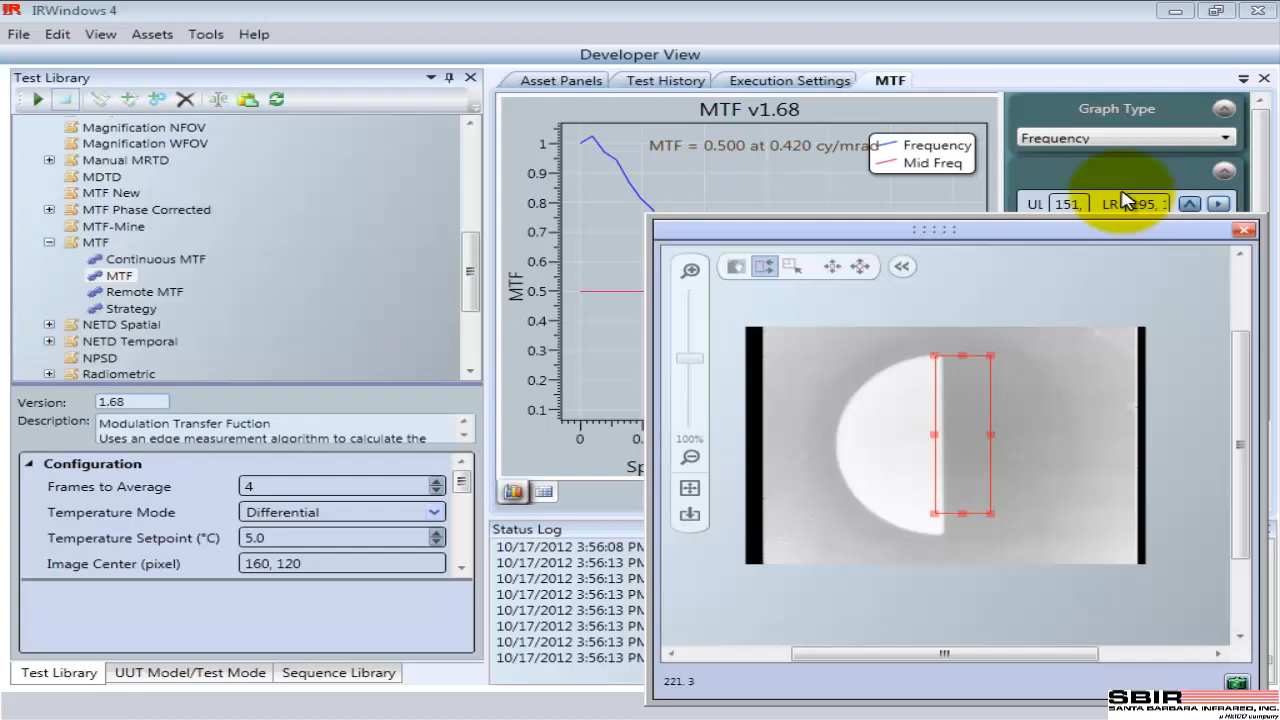 IR IRWindows 4
File Edit View Assets Tools Help
Developer View
Test Library
Asset Panels Test History Execution Settings MTF
Magnification NFOV
Magnification WFOV
Manual MRTD
MDTD
MTF New
MTF Phase Corrected
MTF-Mine
MTF
Continuous MTF
MTF
Remote MTF
Strategy
NETD Spatial
NETD Temporal
NPSD
Radiometric
Version: 1.68
Description: Modulation Transfer Fuction
Uses an edge measurement algorithm to calculate the
Configuration
Frames to Average 4
Temperature Mode Differential
Temperature Setpoint (°C) 5.0
Image Center (pixel) 160, 120
Test Library UUT Model/Test Mode Sequence Library
MTF v1.68
MTF = 0.500 at 0.420 cy/mrad
Frequency
Mid Freq
MTF
1
0.9
0.8
0.7
0.6
0.5
0.4
0.3
0.2
0.1
0 0.
Sp
Graph Type
Frequency
UL 151, LR 295, 1
100%
221, 3
Status Log
10/17/2012 3:56:08 PM
10/17/2012 3:56:13 PM
10/17/2012 3:56:13 PM
10/17/2012 3:56:13 PM
10/17/2012 3:56:13 PM
10/17/2012 3:56:13 PM
10/17/2012 3:56:13 PM
10/17/2012 3:56:13 PM
SBIR
SANTA BARBARA INFRARED, INC.
a HEICO company